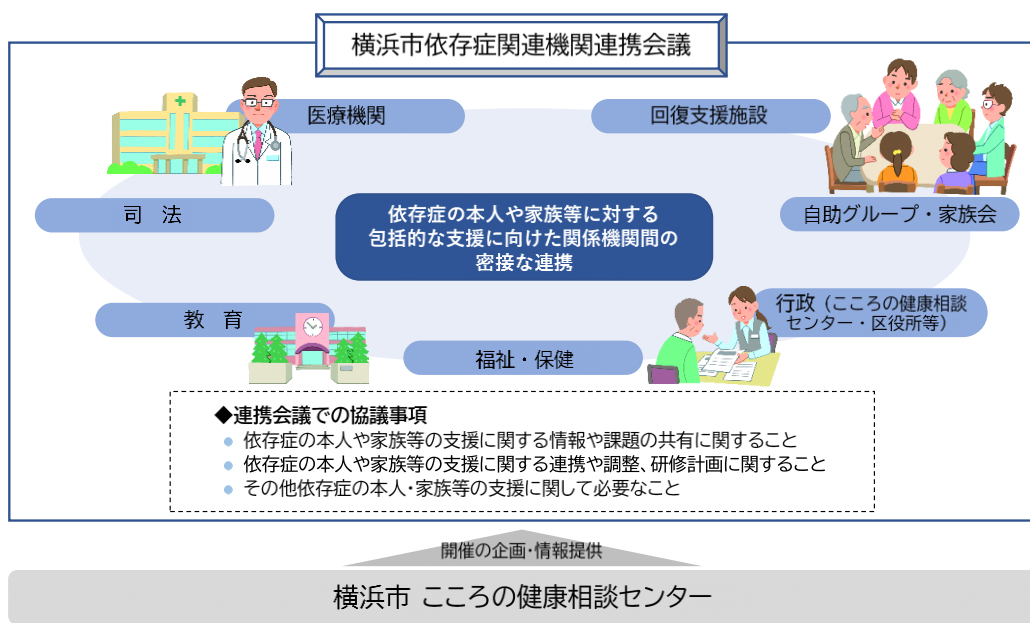 横浜市依存症関連機関連携会議
医療機関
回復支援施設
司　法
自助グループ・家族会
依存症の本人や家族等に対する
包括的な支援に向けた関係機関間の
密接な連携
教　育
行政（こころの健康相談
センター・区役所等）
福祉・保健
◆連携会議での協議事項
● 依存症の本人や家族等の支援に関する情報や課題の共有に関すること
● 依存症の本人や家族等の支援に関する連携や調整、研修計画に関すること
● その他依存症の本人・家族等の支援に関して必要なこと
開催の企画・情報提供
横浜市 こころの健康相談センター